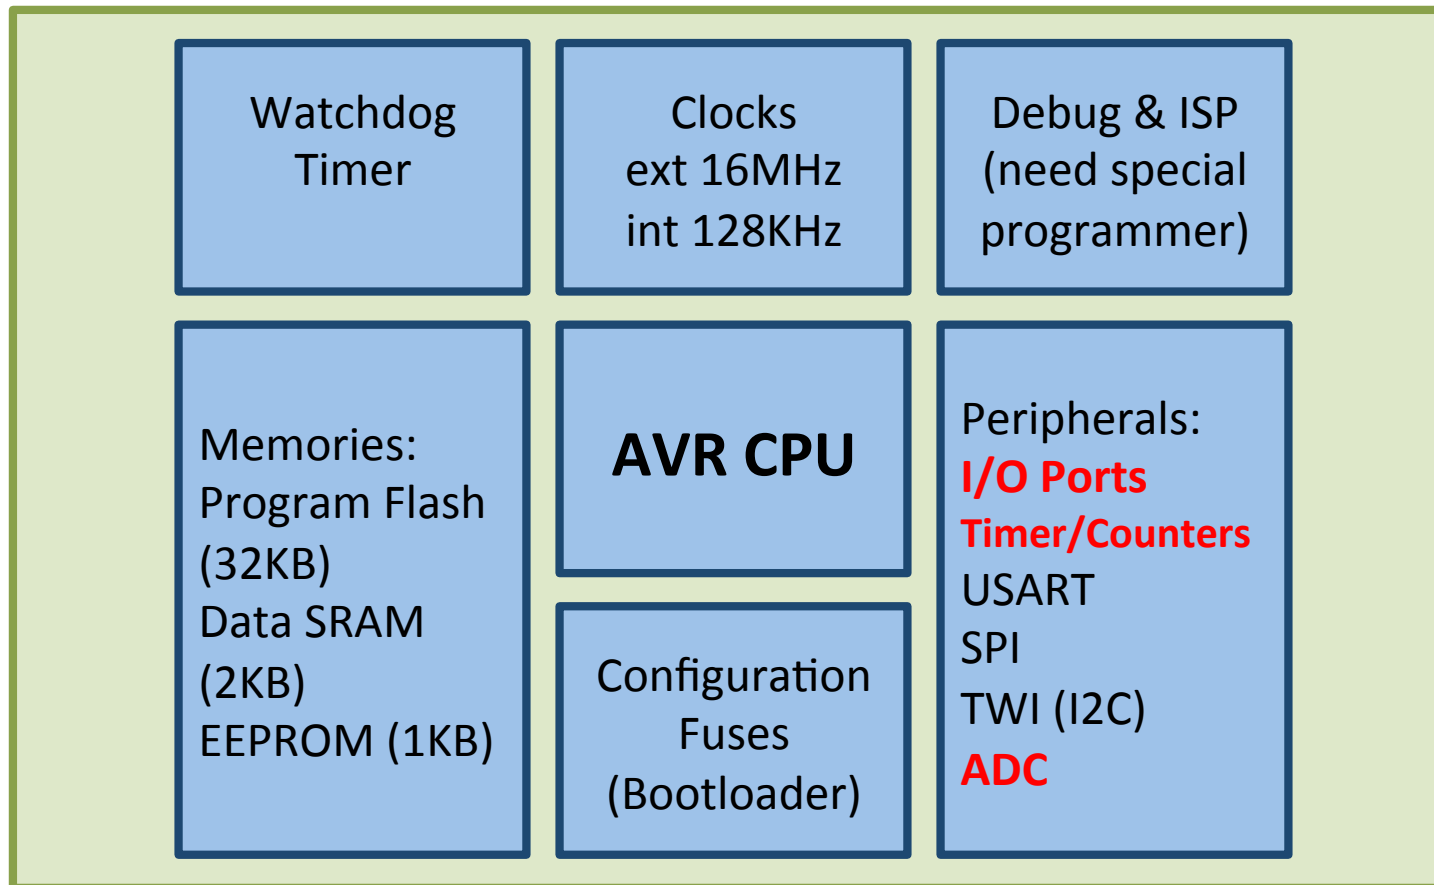 Watchdog
Timer
Clocks
ext 16MHz
int 128KHz
Debug & ISP
(need special
programmer)
Memories:
Program Flash
(32KB)
Data SRAM
(2KB)
EEPROM (1KB)
AVR CPU
Configuration
Fuses
(Bootloader)
Peripherals:
I/O Ports
Timer/Counters
USART
SPI
TWI (I2C)
ADC